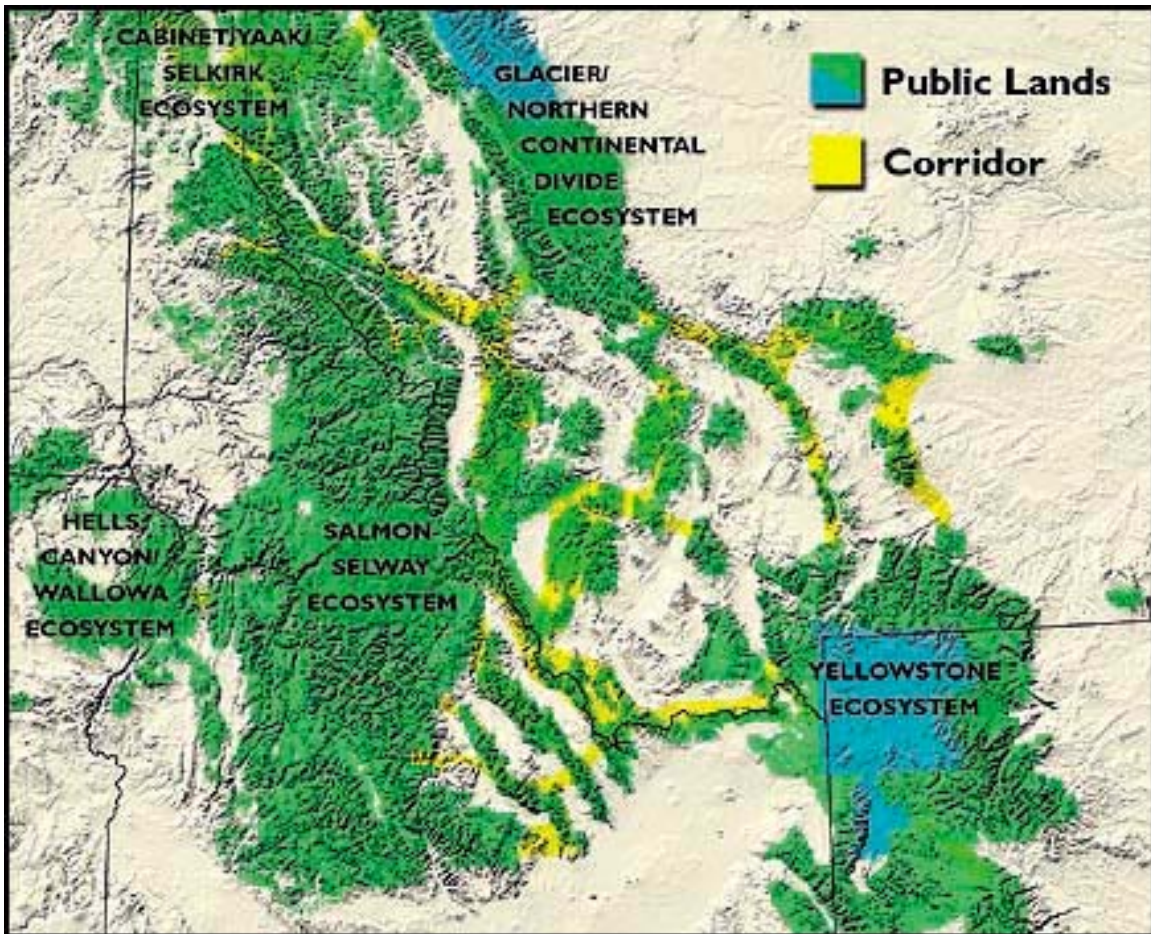 CABINET/YAAK/
SELKIRK
ECOSYSTEM
GLACIER/
NORTHERN
CONTINENTAL
DIVIDE
ECOSYSTEM
Public Lands
Corridor
HELLS
CANYON/
WALLOWA
ECOSYSTEM
SALMON
SELWAY
ECOSYSTEM
YELLOWSTONE
ECOSYSTEM